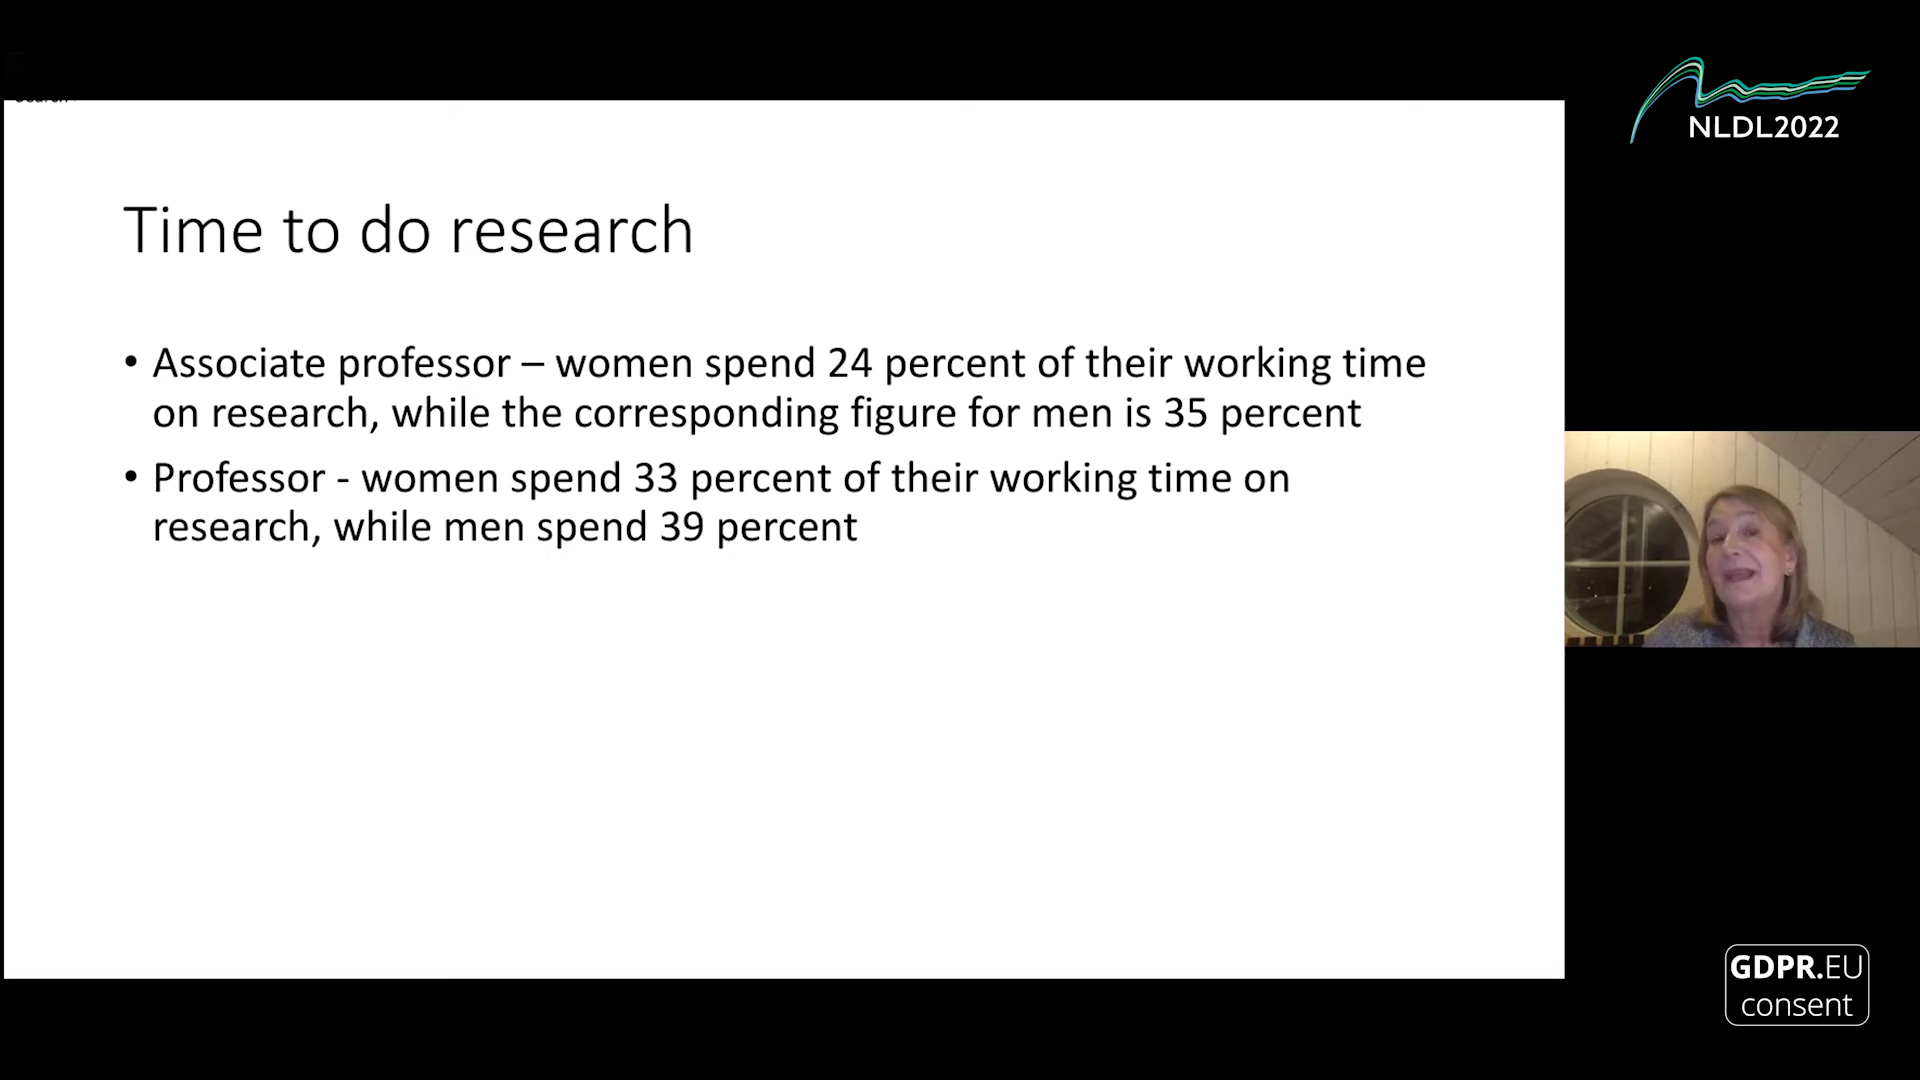 Time to do research
• Associate professor – women spend 24 percent of their working time
on research, while the corresponding figure for men is 35 percent
• Professor - women spend 33 percent of their working time on
research, while men spend 39 percent
NLDL2022
GDPR.EU
consent